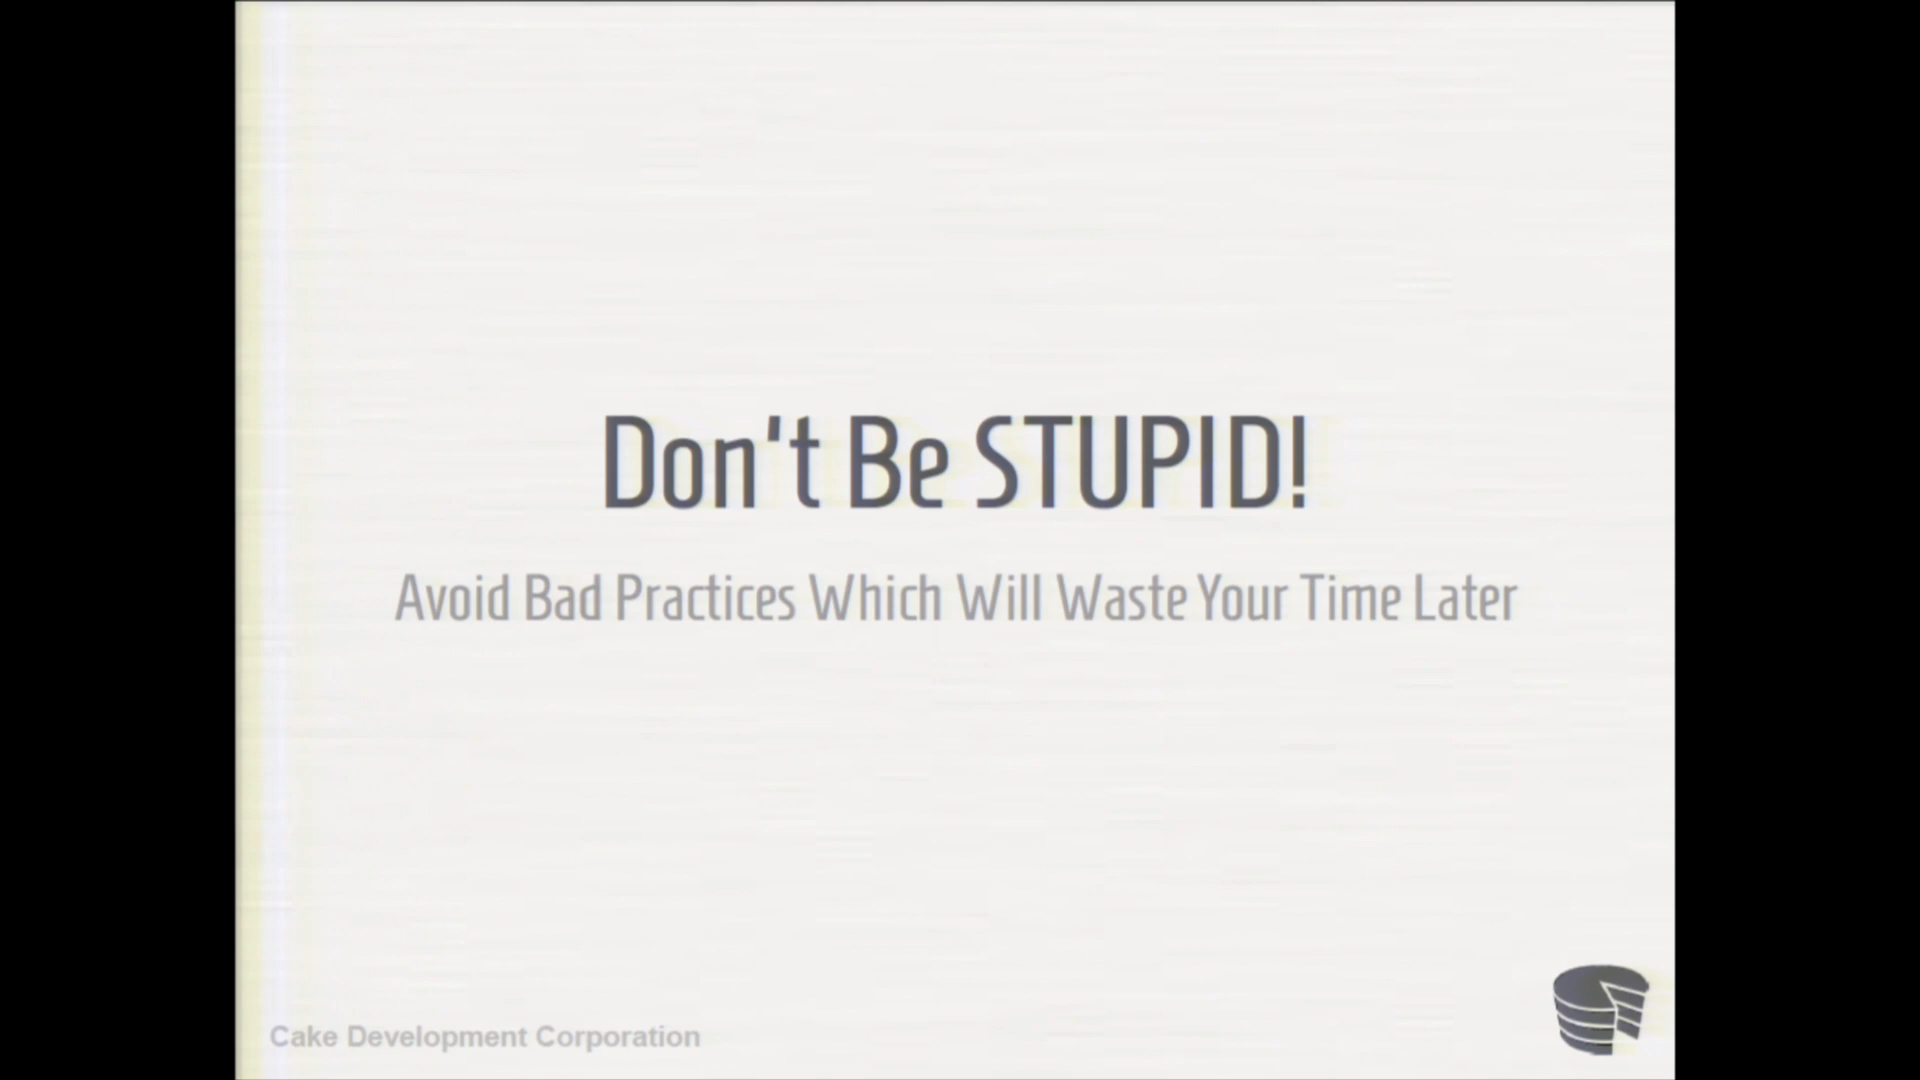 Don't Be STUPID!
Avoid Bad Practices Which Will Waste Your Time Later
Cake Development Corporation